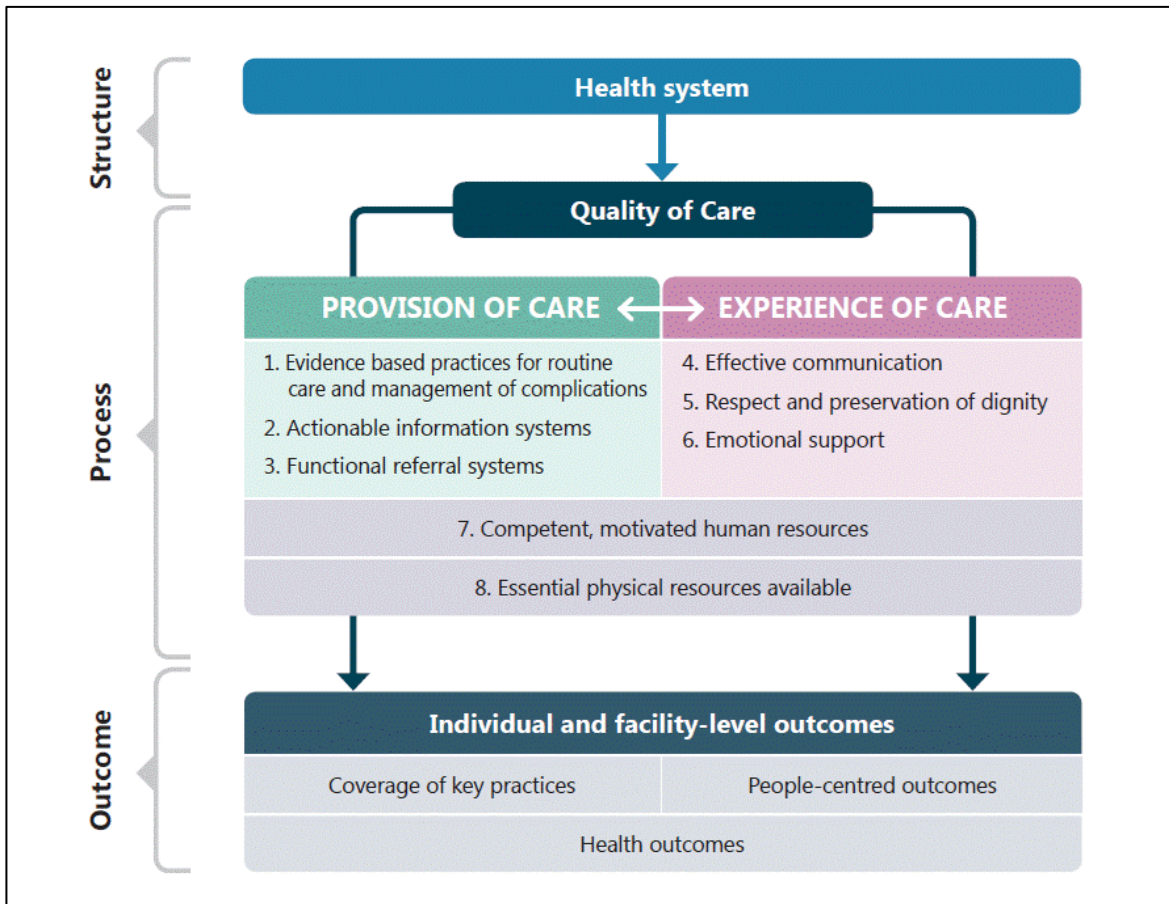 Structure
Health system
Process
Quality of Care
PROVISION OF CARE
EXPERIENCE OF CARE
1. Evidence based practices for routine
care and management of complications
2. Actionable information systems
3. Functional referral systems
4. Effective communication
5. Respect and preservation of dignity
6. Emotional support
7. Competent, motivated human resources
8. Essential physical resources available
Outcome
Individual and facility-level outcomes
Coverage of key practices
People-centred outcomes
Health outcomes